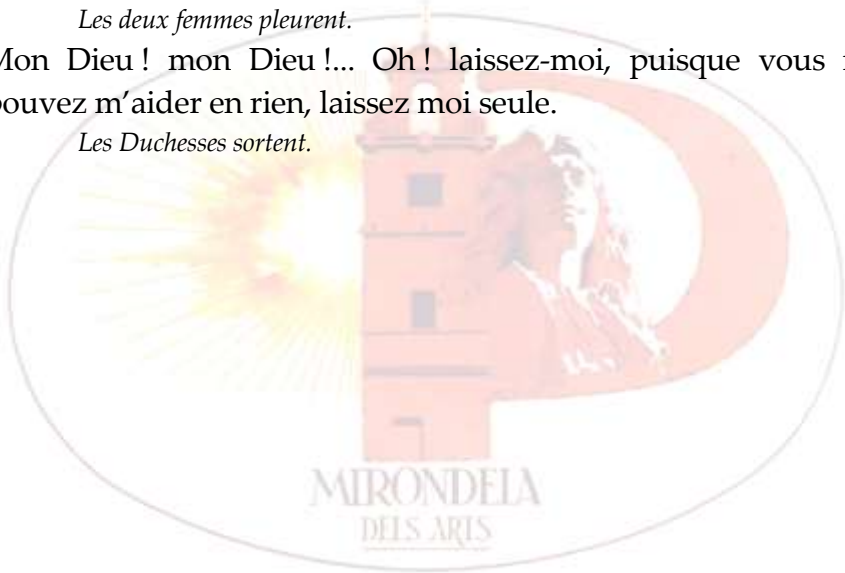 Les deux femmes pleurent.
Mon Dieu ! mon Dieu !... Oh ! laissez-moi, puisque vous
pouvez m’aider en rien, laissez moi seule.
Les Duchesses sortent.
MIRONDELA
DELS ARTS